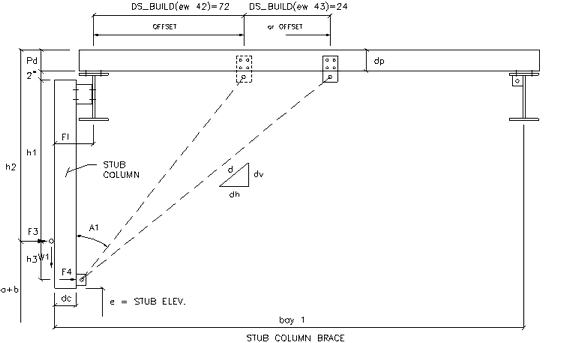 DS_BUILD(ew 42)=72 DS_BUILD(ew 43)=24
OFFSET or OFFSET
Pd dp
2"
F1
h1
h2
STUB
COLUMN
d dv
dh
A1
F3
W1
h3 F4
a+b
dc e = STUB ELEV.
bay 1
STUB COLUMN BRACE